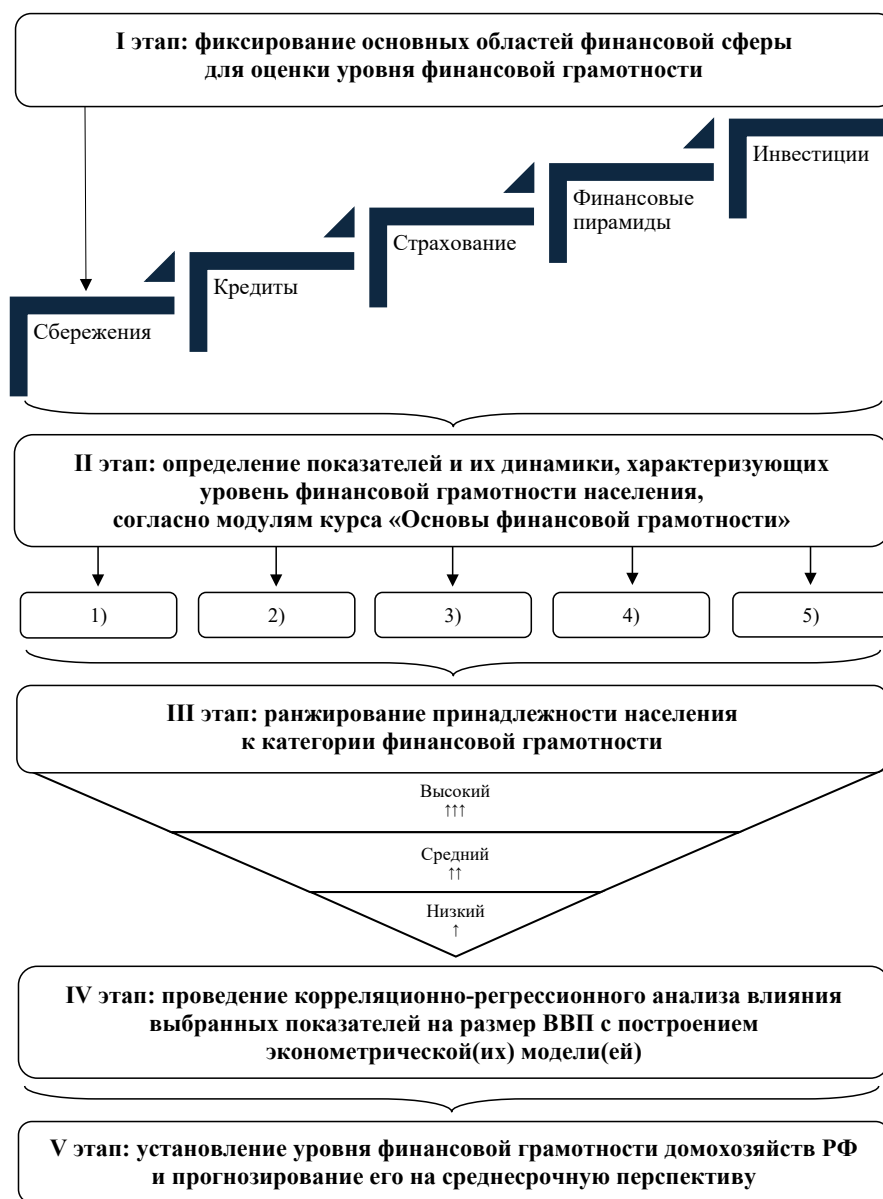 I этап: фиксирование основных областей финансовой сферы
для оценки уровня финансовой грамотности
Инвестиции
Финансовые
пирамиды
Страхование
Кредиты
Сбережения
II этап: определение показателей и их динамики, характеризующих
уровень финансовой грамотности населения,
согласно модулям курса «Основы финансовой грамотности»
1) 2) 3) 4) 5)
III этап: ранжирование принадлежности населения
к категории финансовой грамотности
Высокий
↑↑↑
Средний
↑↑
Низкий
↑
IV этап: проведение корреляционно-регрессионного анализа влияния
выбранных показателей на размер ВВП с построением
эконометрической(их) модели(ей)
V этап: установление уровня финансовой грамотности домохозяйств РФ
и прогнозирование его на среднесрочную перспективу